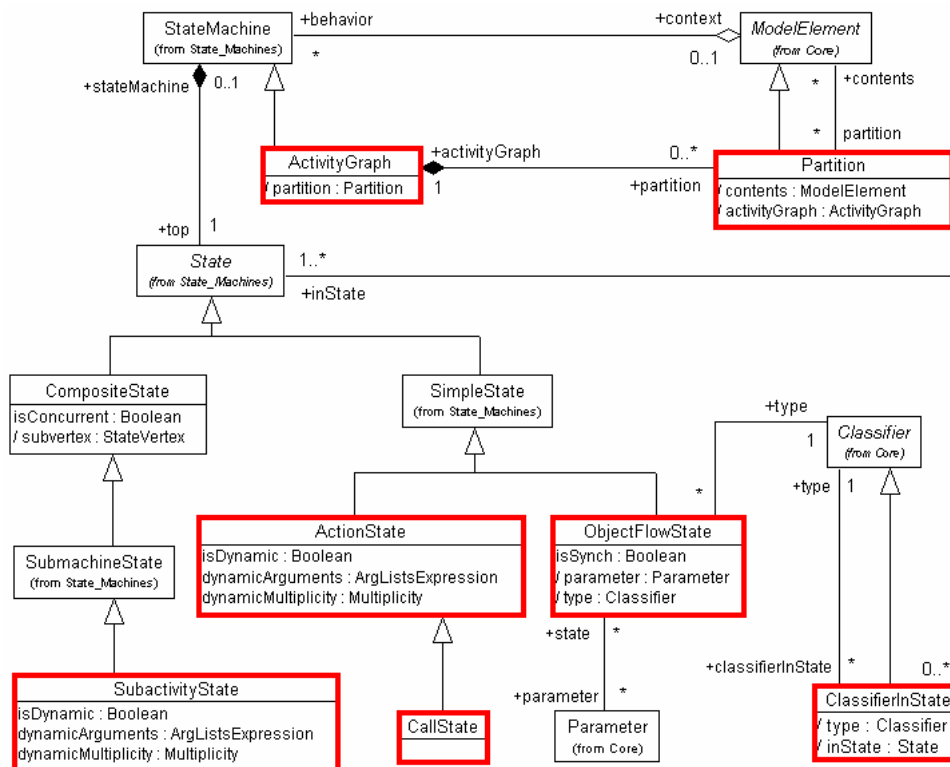 StateMachine
(from State_Machines)
+behavior
*
+context
0..1
ModelElement
(from Core)
+stateMachine
0..1
*
+contents
*
partition
ActivityGraph
/ partition : Partition
+activityGraph
1
0..*
+partition
Partition
/ contents : ModelElement
/ activityGraph : ActivityGraph
+top
1
State
(from State_Machines)
1..*
+inState
CompositeState
isConcurrent : Boolean
/ subvertex : StateVertex
SimpleState
(from State_Machines)
+type
1
Classifier
(from Core)
+type
1
*
SubmachineState
(from State_Machines)
ActionState
isDynamic : Boolean
dynamicArguments : ArgListsExpression
dynamicMultiplicity : Multiplicity
ObjectFlowState
isSynch : Boolean
/ parameter : Parameter
/ type : Classifier
+state
*
+classifierInState
*
0..*
SubactivityState
isDynamic : Boolean
dynamicArguments : ArgListsExpression
dynamicMultiplicity : Multiplicity
CallState
+parameter
*
Parameter
(from Core)
ClassifierInState
/ type : Classifier
/ inState : State